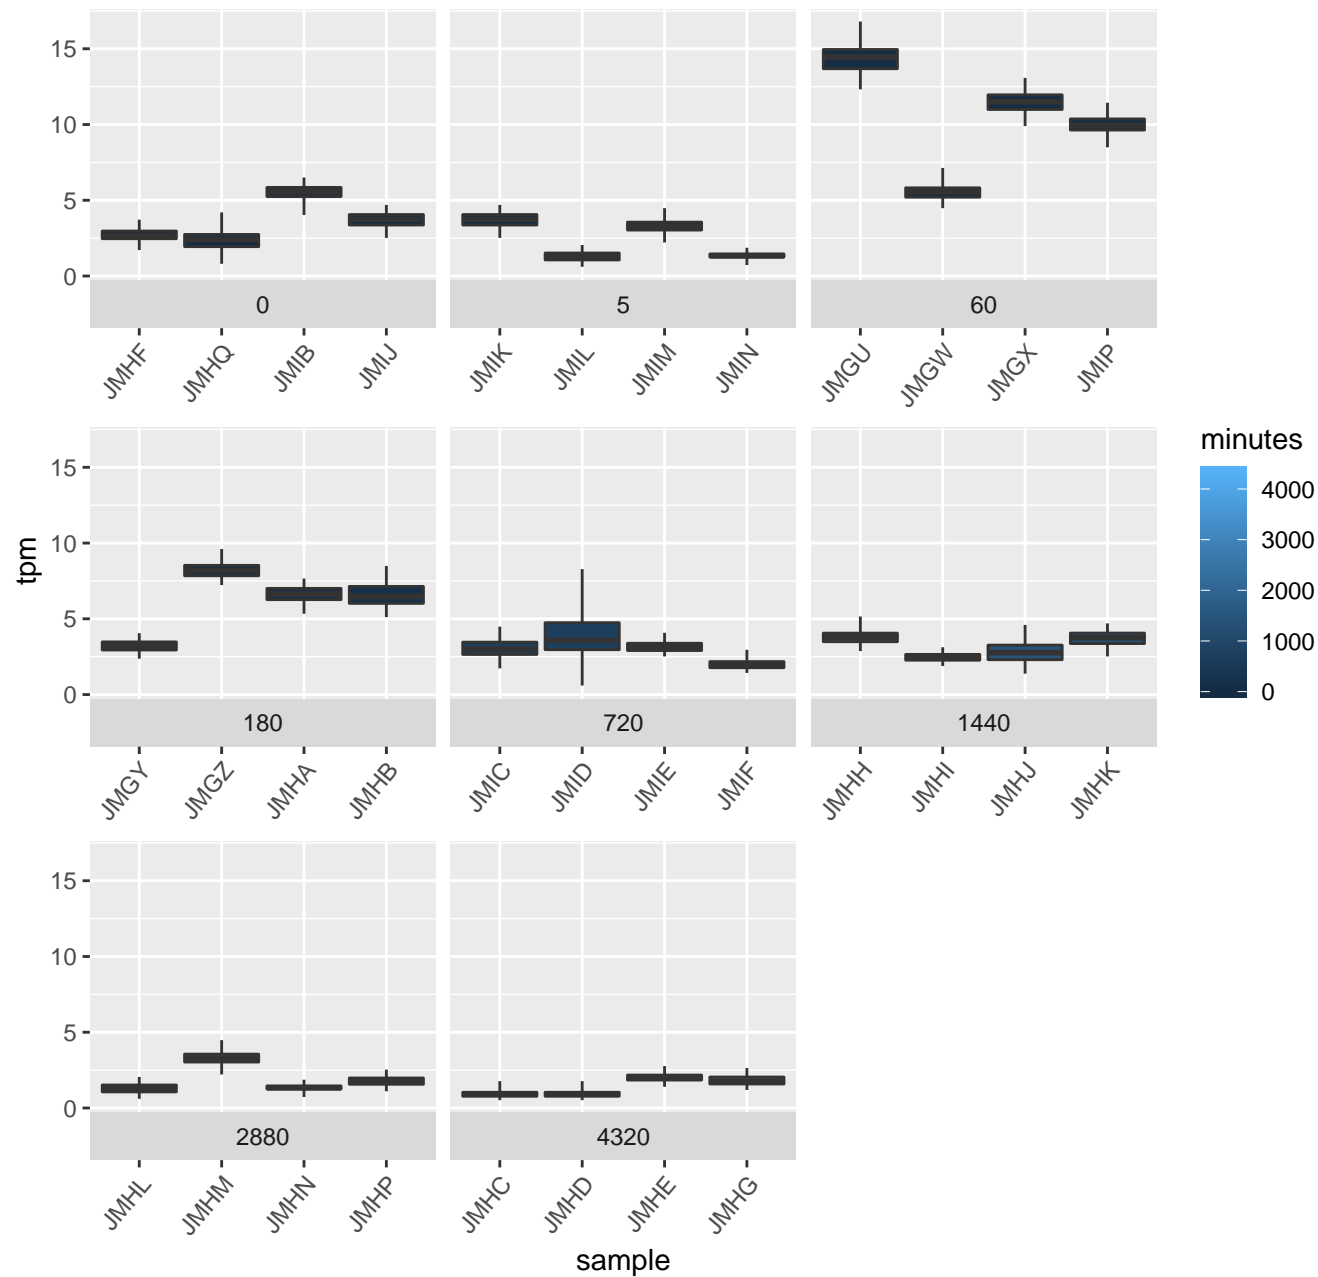 15
10
5
0
0
5
60
JMHF
JMHQ
JMIB
JMIJ
JMIK
JMIL
JMIM
JMIN
JMGU
JMGW
JMGX
JMIP
tpm
15
10
5
0
180
720
1440
JMGY
JMGZ
JMHA
JMHB
JMIC
JMID
JMIE
JMIF
JMHH
JMHI
JMHJ
JMHK
minutes
4000
3000
2000
1000
0
15
10
5
0
2880
4320
JMHL
JMHM
JMHN
JMHP
JMHC
JMHD
JMHE
JMHG
sample